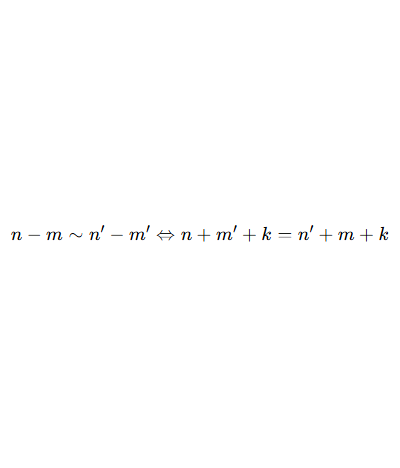 n − m ∼ n′ − m′ ⇔ n + m′ + k = n′ + m + k